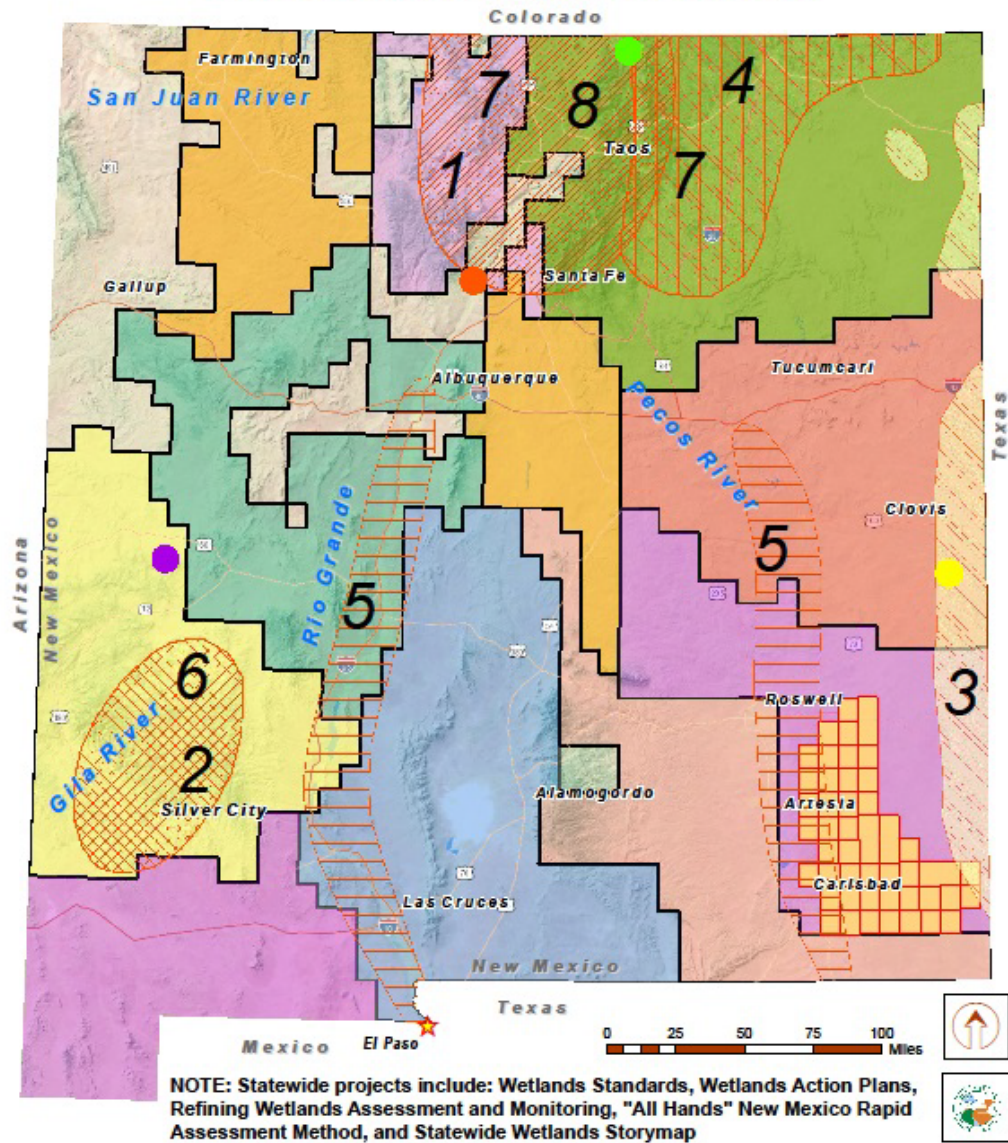 Colorado
Farmington
San Juan River
7
8
4
1
Taos
7
Gallup
Santa Fe
Albuquerque
Tucumcari
Pecos River
Texas
Clovis
Arizona
New Mexico
Rio Grande
5
5
6
Gila River
2
Silver City
Roswell
3
Alamogordo
Artesia
Carlsbad
Las Cruces
New Mexico
Texas
Mexico
El Paso
0 25 50 75 100
Miles
NOTE: Statewide projects include: Wetlands Standards, Wetlands Action Plans,
Refining Wetlands Assessment and Monitoring, "All Hands" New Mexico Rapid
Assessment Method, and Statewide Wetlands Storymap